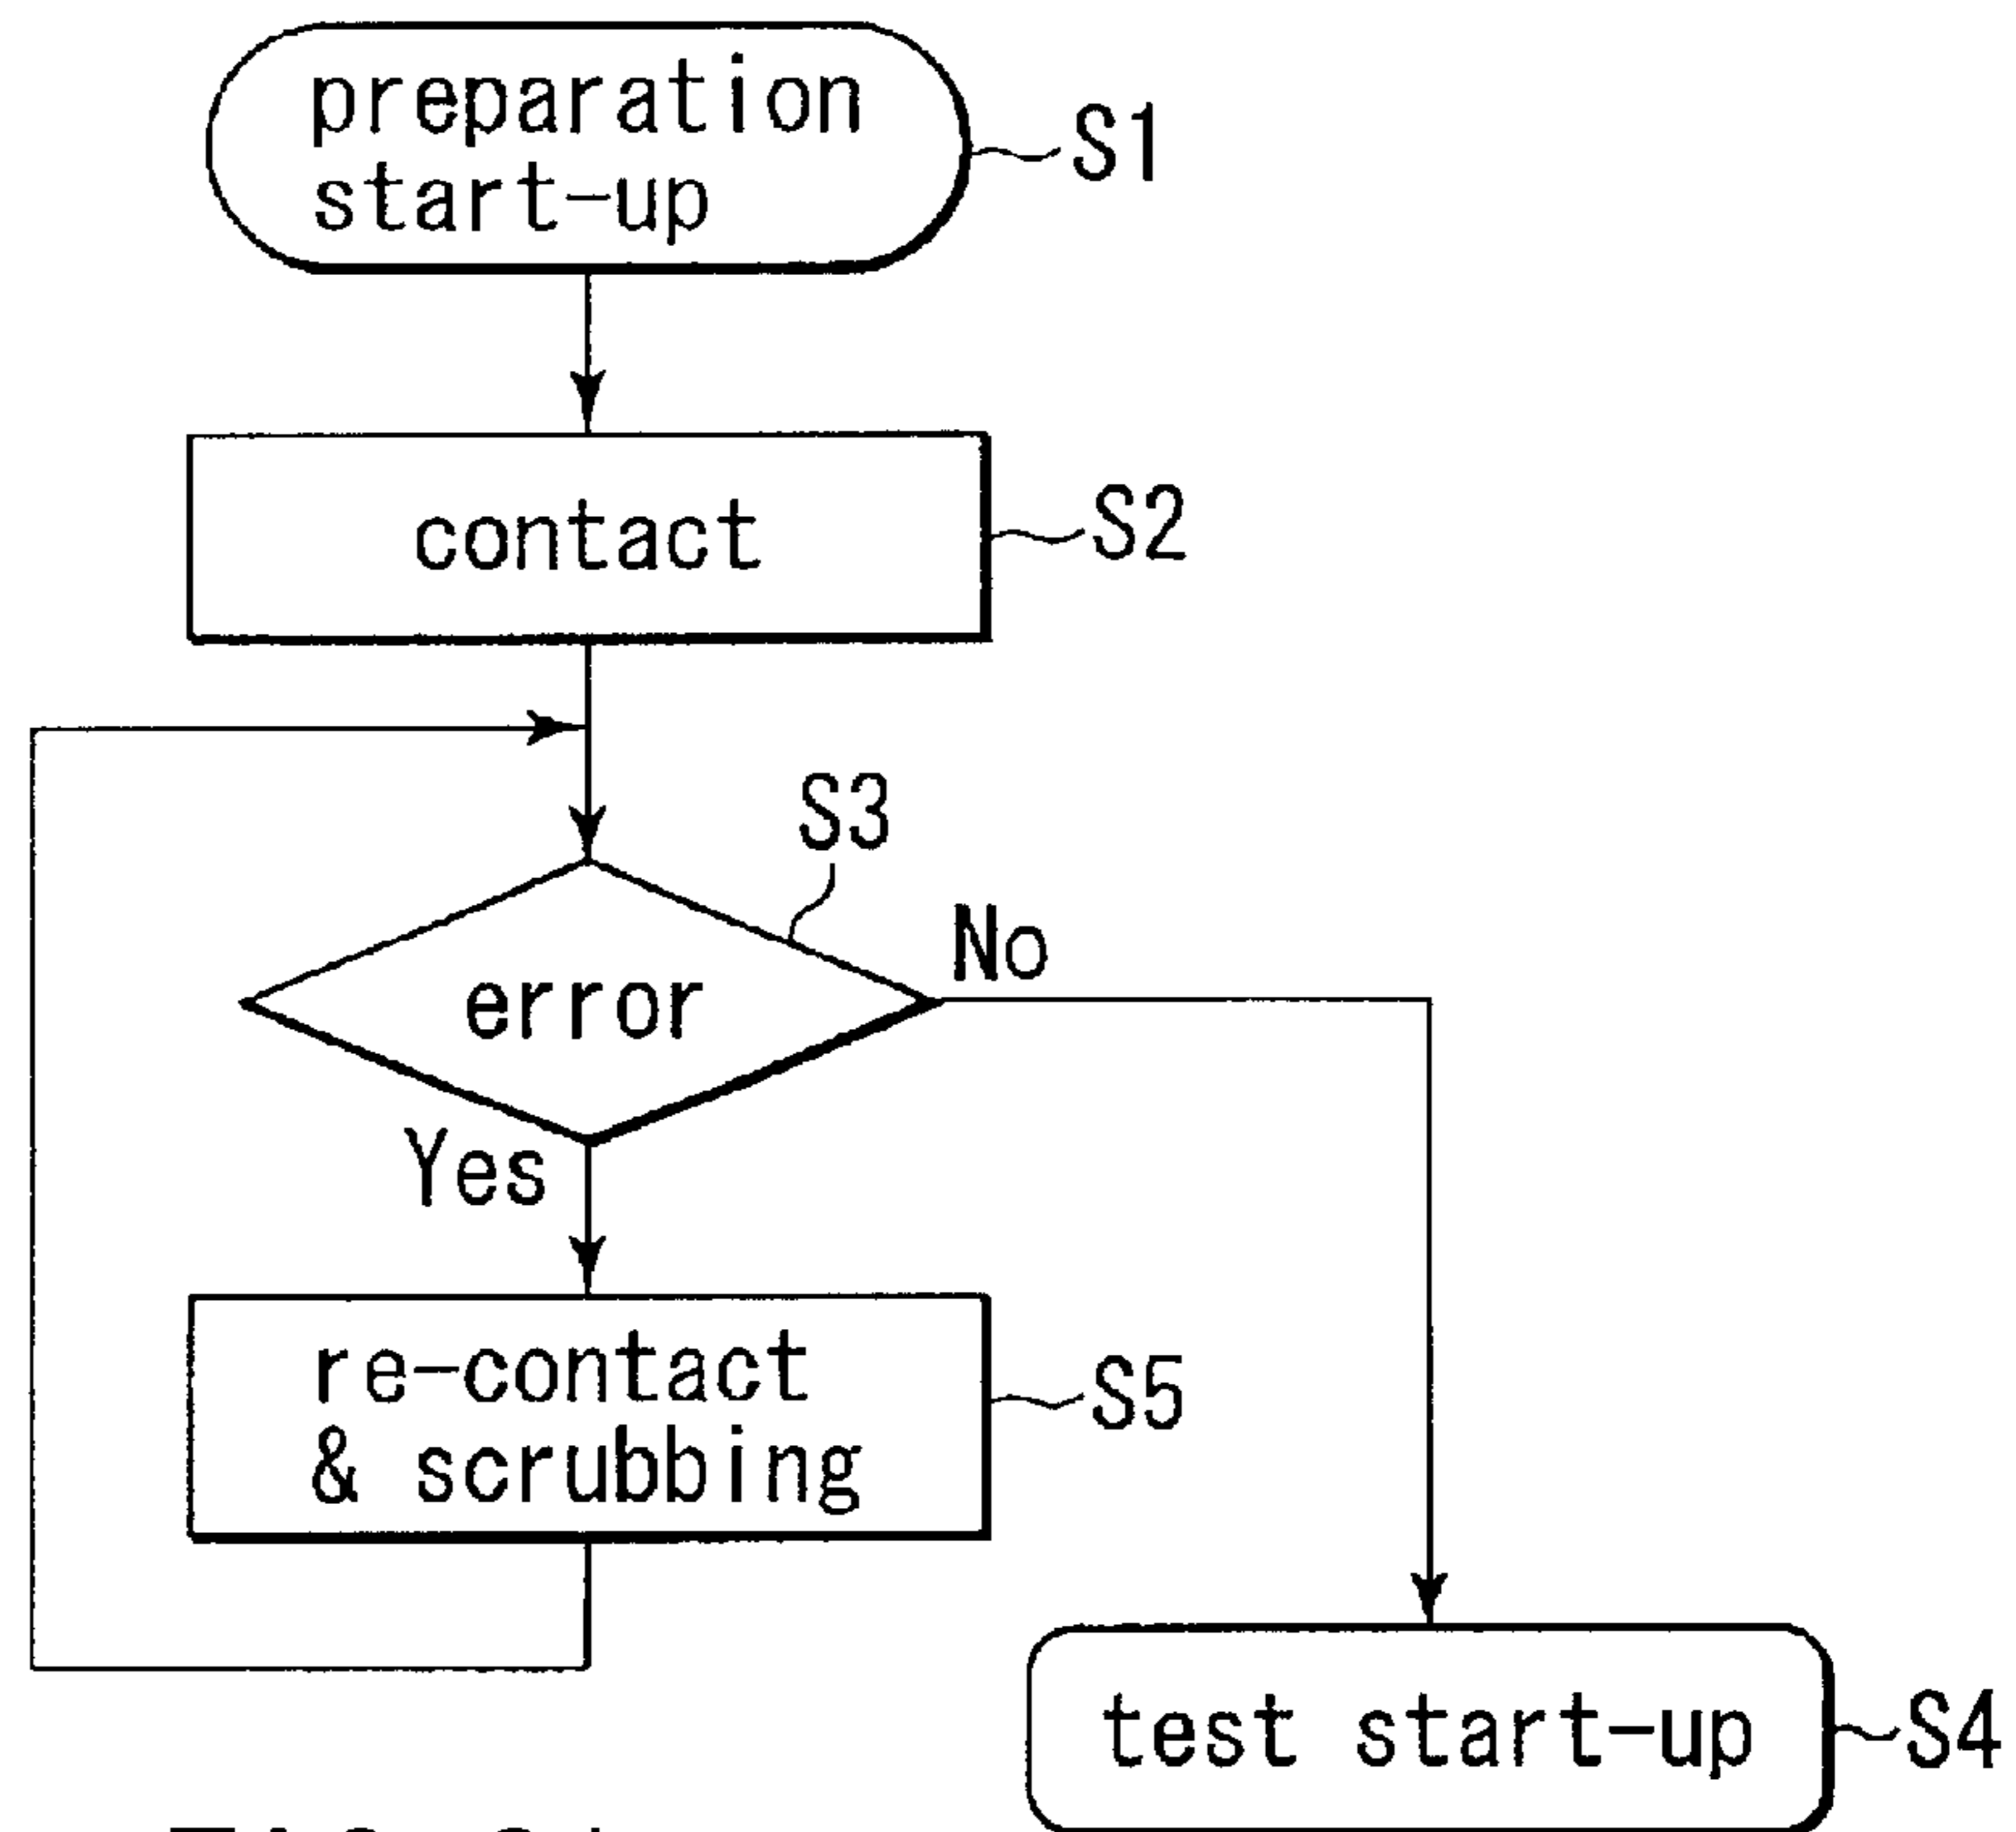 preparation
start-up
S1
contact
S2
S3
error
No
Yes
re-contact
& scrubbing
S5
test start-up
S4